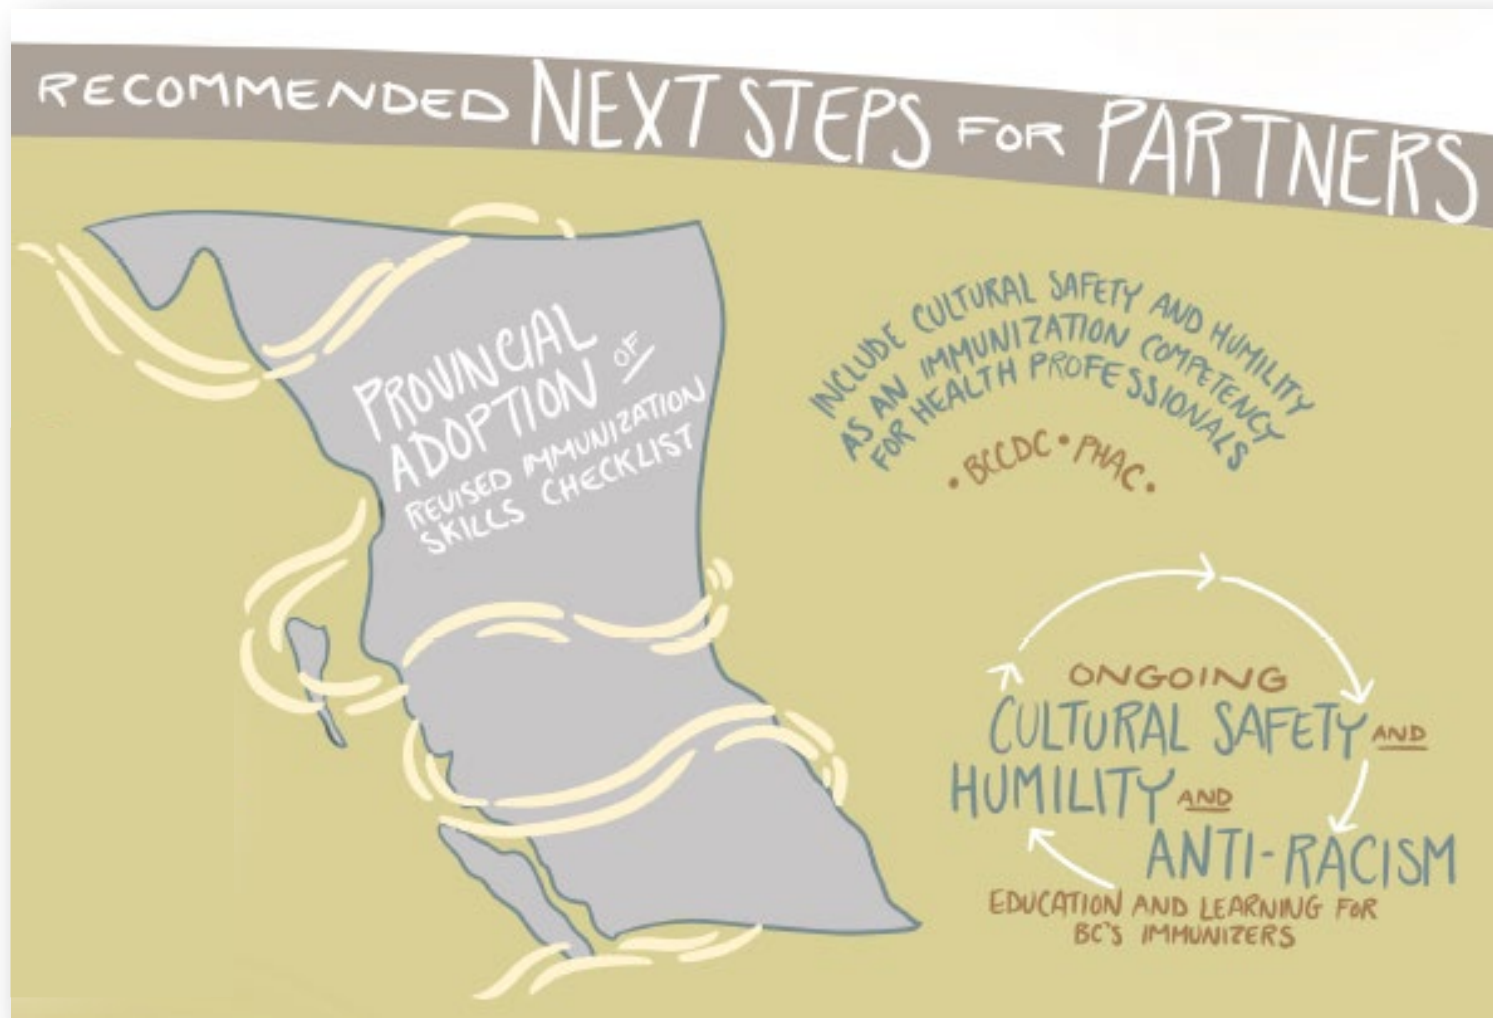 RECOMMENDED NEXT STEPS FOR PARTNERS
PROVINCIAL
ADOPTION OF
REVISED IMMUNIZATION
SKILLS CHECKLIST
INCLUDE CULTURAL SAFETY AND HUMILITY
AS AN IMMUNIZATION COMPETENCY
FOR HEALTH PROFESSIONALS
• BCCDC • PHAC •
ONGOING
CULTURAL SAFETY AND
HUMILITY AND
ANTI-RACISM
EDUCATION AND LEARNING FOR
BC'S IMMUNIZERS